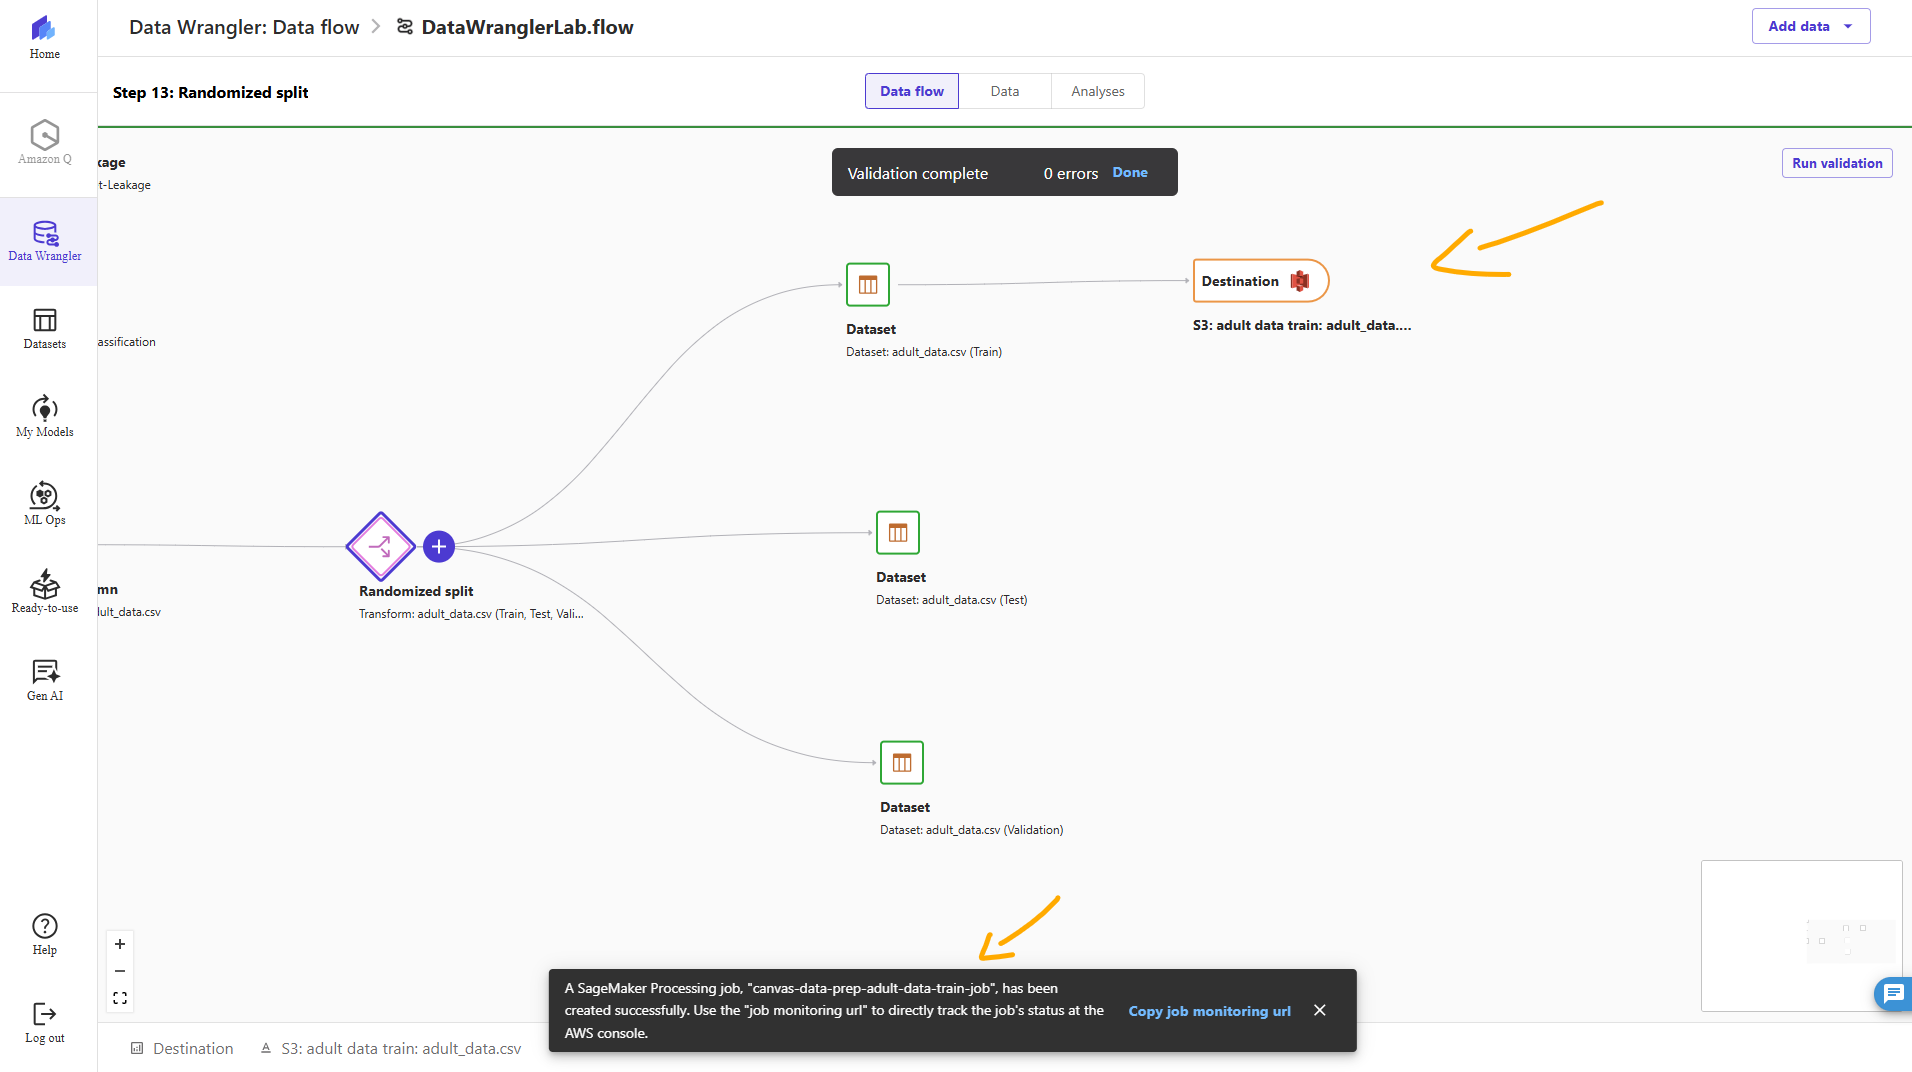 Home
Amazon Q
Data Wrangler
Datasets
My Models
ML Ops
Ready-to-use
Gen AI
Help
Log out
Data Wrangler: Data flow
DataWranglerLab.flow
Add data
Step 13: Randomized split
Data flow
Data
Analyses
Validation complete
0 errors
Done
Run validation
kage
t-Leakage
assification
mn
lult_data.csv
Randomized split
Transform: adult_data.csv (Train, Test, Vali...
Dataset
Dataset: adult_data.csv (Train)
Destination
S3: adult data train: adult_data....
Dataset
Dataset: adult_data.csv (Test)
Dataset
Dataset: adult_data.csv (Validation)
A SageMaker Processing job, "canvas-data-prep-adult-data-train-job", has been
created successfully. Use the "job monitoring url" to directly track the job's status at the
AWS console.
Copy job monitoring url
Destination
S3: adult data train: adult_data.csv